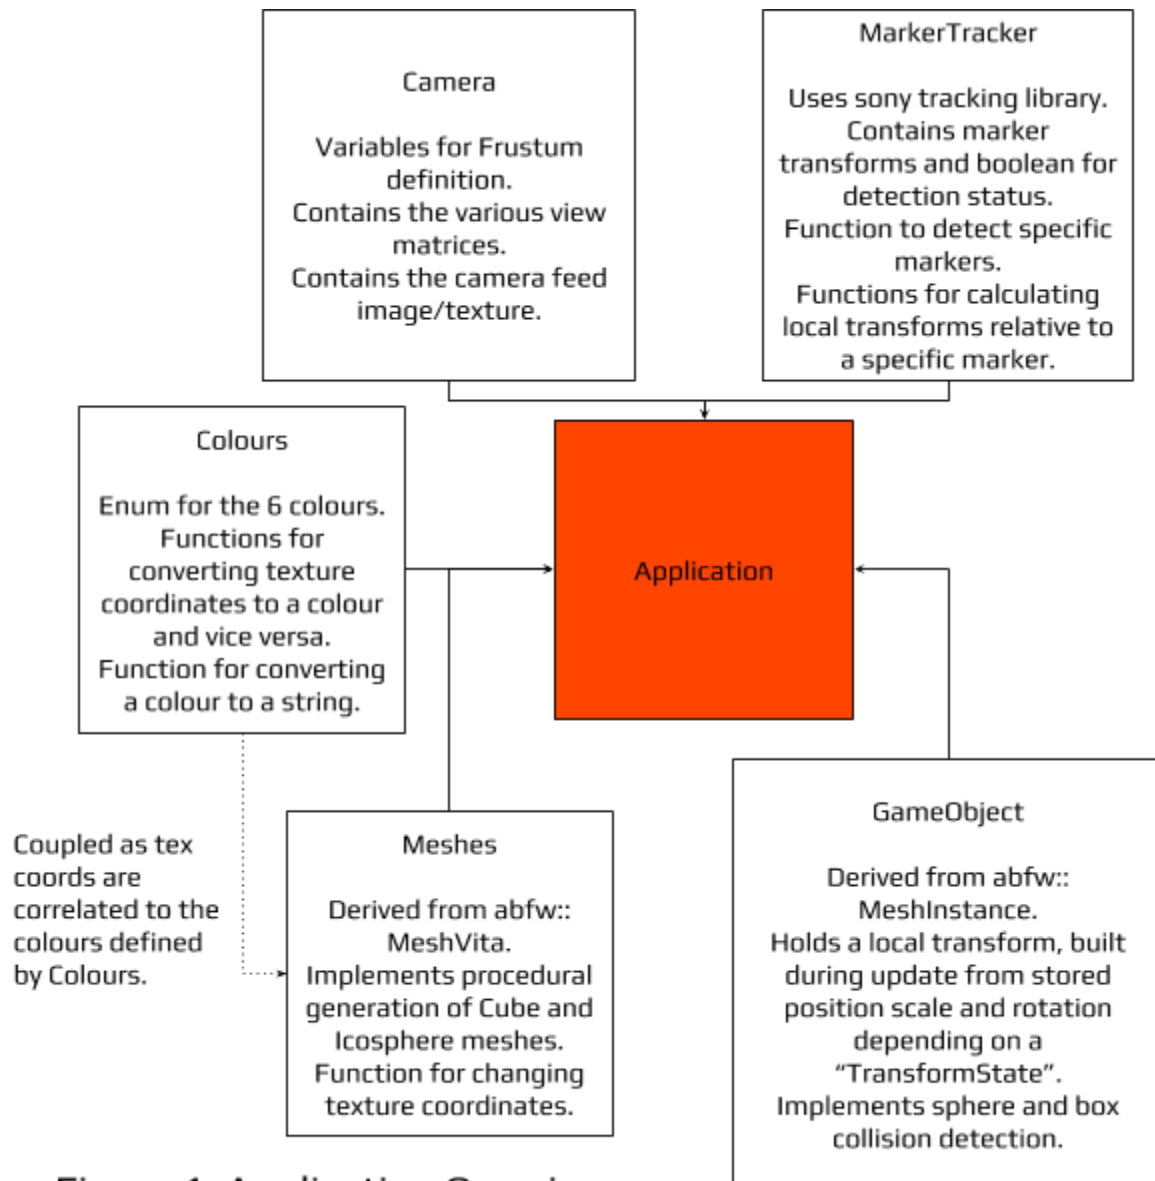 Camera
Variables for Frustum
definition.
Contains the various view
matrices.
Contains the camera feed
image/texture.
MarkerTracker
Uses sony tracking library.
Contains marker
transforms and boolean for
detection status.
Function to detect specific
markers.
Functions for calculating
local transforms relative to
a specific marker.
Colours
Enum for the 6 colours.
Functions for
converting texture
coordinates to a colour
and vice versa.
Function for converting
a colour to a string.
Application
Coupled as tex
coords are
correlated to the
colours defined
by Colours.
Meshes
Derived from abfw::
MeshVita.
Implements procedural
generation of Cube and
Icosphere meshes.
Function for changing
texture coordinates.
GameObject
Derived from abfw::
MeshInstance.
Holds a local transform, built
during update from stored
position scale and rotation
depending on a
“TransformState”.
Implements sphere and box
collision detection.